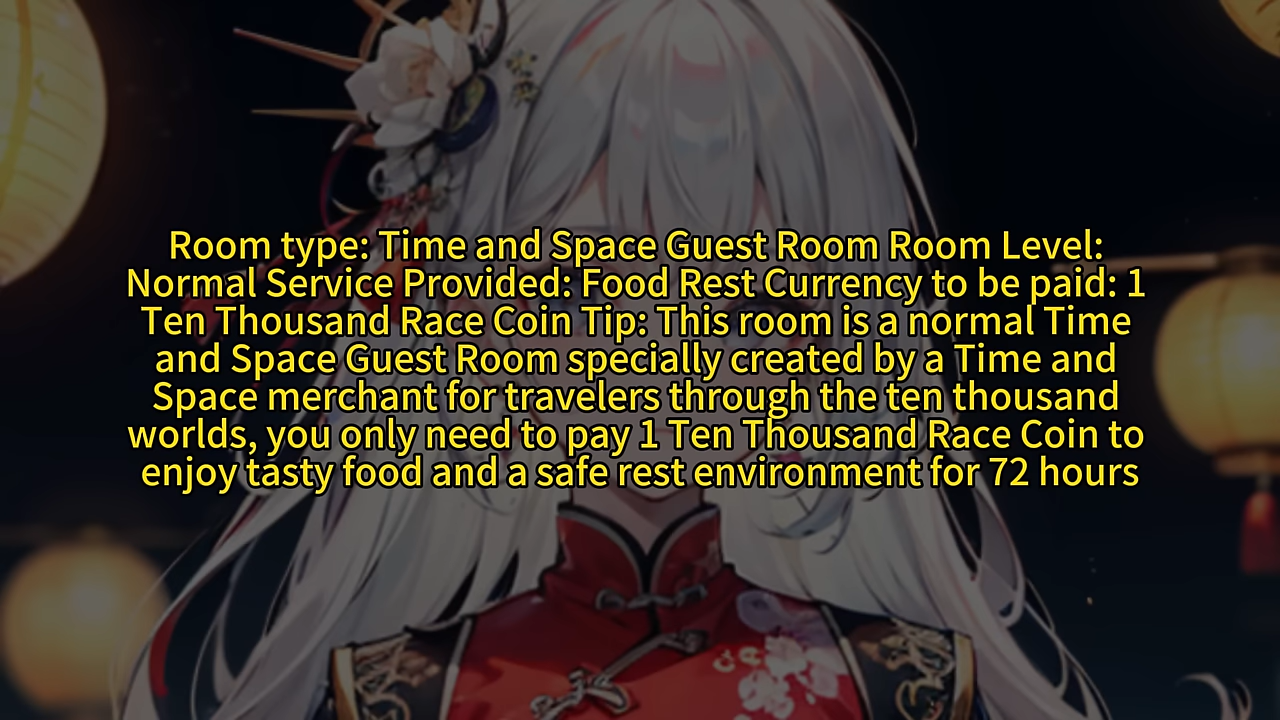 Room type: Time and Space Guest Room Room Level:
Normal Service Provided: Food Rest Currency to be paid: 1
Ten Thousand Race Coin Tip: This room is a normal Time
and Space Guest Room specially created by a Time and
Space merchant for travelers through the ten thousand
worlds, you only need to pay 1 Ten Thousand Race Coin to
enjoy tasty food and a safe rest environment for 72 hours